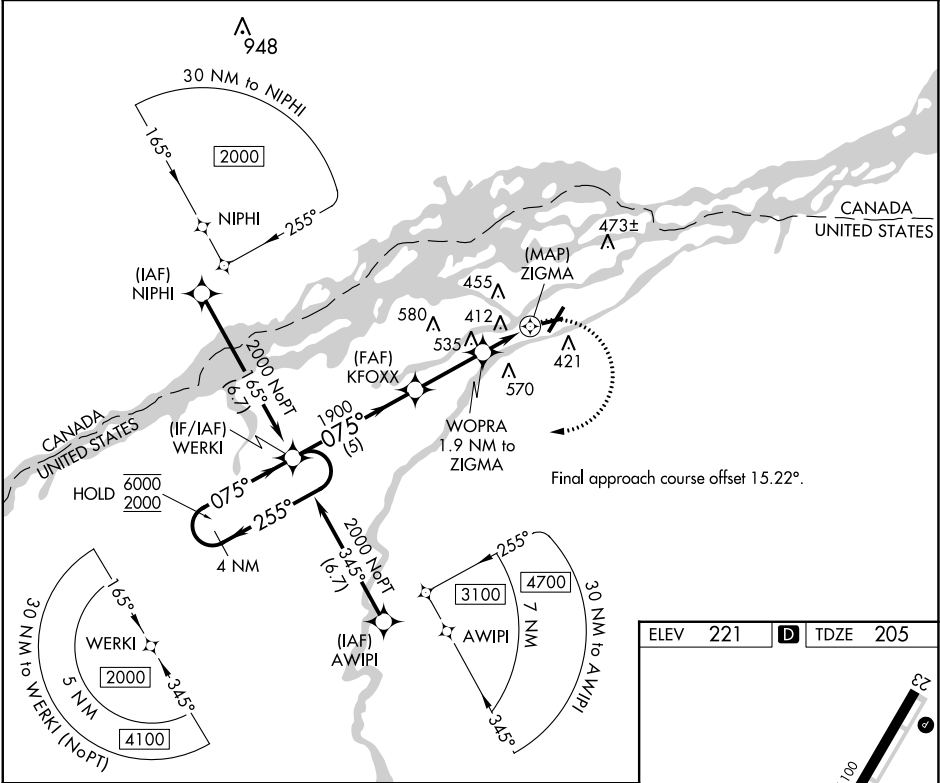 948
30 NM to NIPHI
165°
2000
NIPHI
255°
(IAF)
NIPHI
2000 NoPT
165°
(6.7)
CANADA
UNITED STATES
473±
(MAP)
ZIGMA
455
580
412
535
421
570
(FAF)
KFOXX
1900
075°
(5)
(IF/IAF)
WERKI
WOPRA
1.9 NM to
ZIGMA
CANADA
UNITED STATES
Final approach course offset 15.22°.
HOLD
6000
2000
075°
255°
4 NM
2000 NoPT
345°
(6.7)
(IAF)
AWIPI
165°
WERKI
2000
5 NM
345°
4100
30 NM to WERKI (NoPT)
255°
3100
4700
7 NM
AWIPI
345°
30 NM to AWIPI
ELEV 221 D TDZE 205
23
P
100